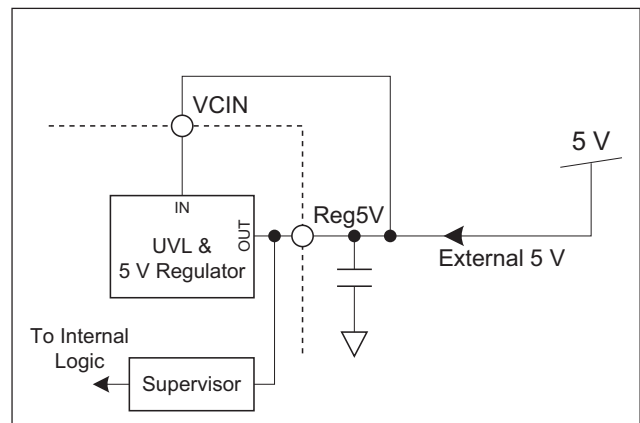 VCIN
5 V
IN
OUT
Reg5V
UVL &
5 V Regulator
External 5 V
To Internal
Logic
Supervisor